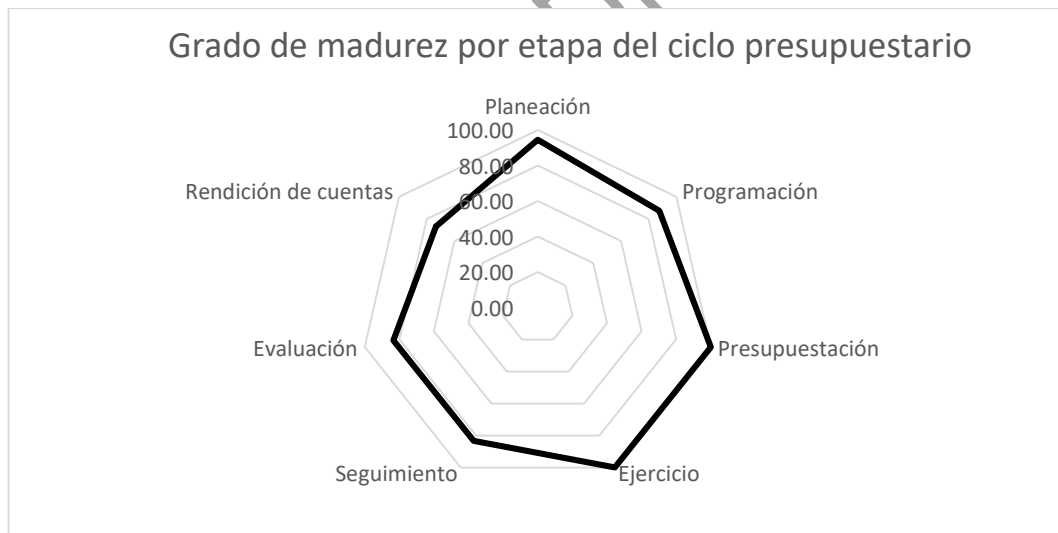 Grado de madurez por etapa del ciclo presupuestario
Planeación
100.00
80.00
Rendición de cuentas
Programación
60.00
40.00
20.00
0.00
Evaluación
Presupuestación
Seguimiento
Ejercicio